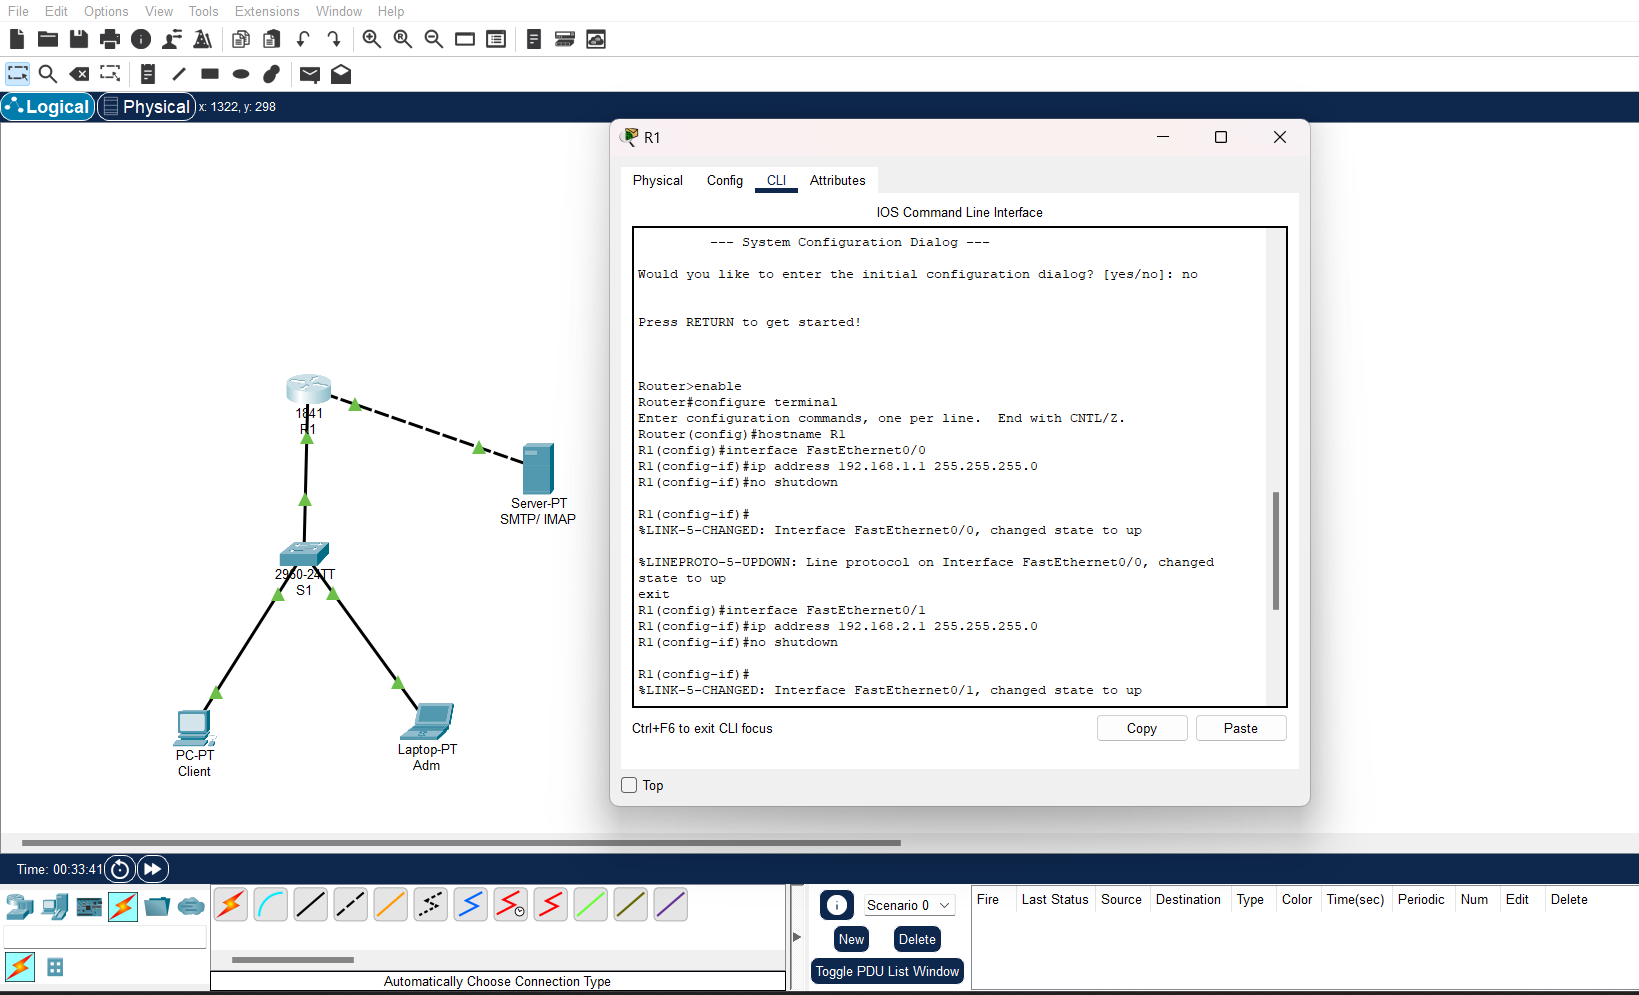 File Edit Options View Tools Extensions Window Help
Logical Physical x: 1322, y: 298
1841
R1
Server-PT
SMTP/ IMAP
2960-24TT
S1
PC-PT
Client
Laptop-PT
Adm
R1
Physical Config CLI Attributes
IOS Command Line Interface
--- System Configuration Dialog ---
Would you like to enter the initial configuration dialog? [yes/no]: no
Press RETURN to get started!
Router>enable
Router#configure terminal
Enter configuration commands, one per line.  End with CNTL/Z.
Router(config)#hostname R1
R1(config)#interface FastEthernet0/0
R1(config-if)#ip address 192.168.1.1 255.255.255.0
R1(config-if)#no shutdown
R1(config-if)#
%LINK-5-CHANGED: Interface FastEthernet0/0, changed state to up
%LINEPROTO-5-UPDOWN: Line protocol on Interface FastEthernet0/0, changed
state to up
exit
R1(config)#interface FastEthernet0/1
R1(config-if)#ip address 192.168.2.1 255.255.255.0
R1(config-if)#no shutdown
R1(config-if)#
%LINK-5-CHANGED: Interface FastEthernet0/1, changed state to up
Ctrl+F6 to exit CLI focus
Copy Paste
Top
Time: 00:33:41
Automatically Choose Connection Type
Scenario 0
New Delete
Toggle PDU List Window
Fire Last Status Source Destination Type Color Time(sec) Periodic Num Edit Delete